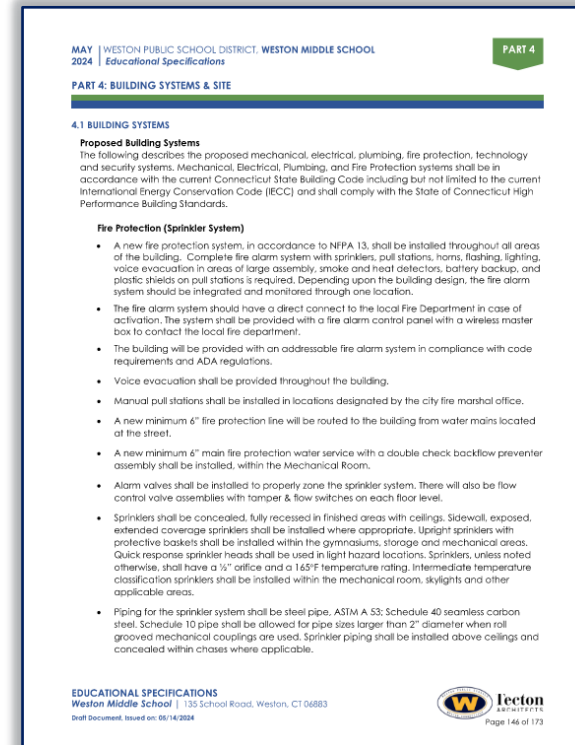 MAY WESTON PUBLIC SCHOOL DISTRICT. WESTON MIDDLE SCHOOL
2024 Educational Specifications
PART 4
PART 4: BUILDING SYSTEMS & SITE
4.1 BUILDING SYSTEMS
Proposed Building Systems
The following describes the proposed mechanical, electrical, plumbing, fire protection, technology
and security systems. Mechanical, Electrical, Plumbing, and Fire Protection systems shall be in
accordance with the current Connecticut State Building Code including but not limited to the current
International Energy Conservation Code (IECC) and shall comply with the State of Connecticut High
Performance Building Standards.
Fire Protection (Sprinkler System)
• A new fire protection system, in accordance to NFPA 13, shall be installed throughout all areas
of the building. Complete fire alarm system with sprinklers, pull stations, horns, flashing, lighting,
voice evacuation in areas of large assembly, smoke and heat detectors, battery backup, and
plastic shields on pull stations is required. Depending upon the building design, the fire alarm
system should be integrated and monitored through one location.
• The fire alarm system should have a direct connect to the local Fire Department in case of
activation. The system shall be provided with a fire alarm control panel with a wireless master
box to contact the local fire department.
• The building will be provided with an addressable fire alarm system in compliance with code
requirements and ADA regulations.
• Voice evacuation shall be provided throughout the building.
• Manual pull stations shall be installed in locations designated by the city fire marshal office.
• A new minimum 6" fire protection line will be routed to the building from water mains located
at the street.
• A new minimum 6" main fire protection water service with a double check backflow preventer
assembly shall be installed, within the Mechanical Room.
• Alarm valves shall be installed to properly zone the sprinkler system. There will also be flow
control valve assemblies with tamper & flow switches on each floor level.
• Sprinklers shall be concealed, fully recessed in finished areas with ceilings. Sidewall, exposed,
extended coverage sprinklers shall be installed where appropriate. Upright sprinklers with
protective baskets shall be installed within the gymnasiums, storage and mechanical areas.
Quick response sprinkler heads shall be used in light hazard locations. Sprinklers, unless noted
otherwise, shall have a ½" orifice and a 165°F temperature rating. Intermediate temperature
classification sprinklers shall be installed within the mechanical room, skylights and other
applicable areas.
• Piping for the sprinkler system shall be steel pipe, ASTM A 53; Schedule 40 seamless carbon
steel. Schedule 10 pipe shall be allowed for pipe sizes larger than 2" diameter when roll
grooved mechanical couplings are used. Sprinkler piping shall be installed above ceilings and
concealed within chases where applicable.
EDUCATIONAL SPECIFICATIONS
Weston Middle School | 135 School Road, Weston, CT 06883
Draft Document, Issued on: 05/14/2024
W
Tecton
ARCHITECTS
Page 146 of 173